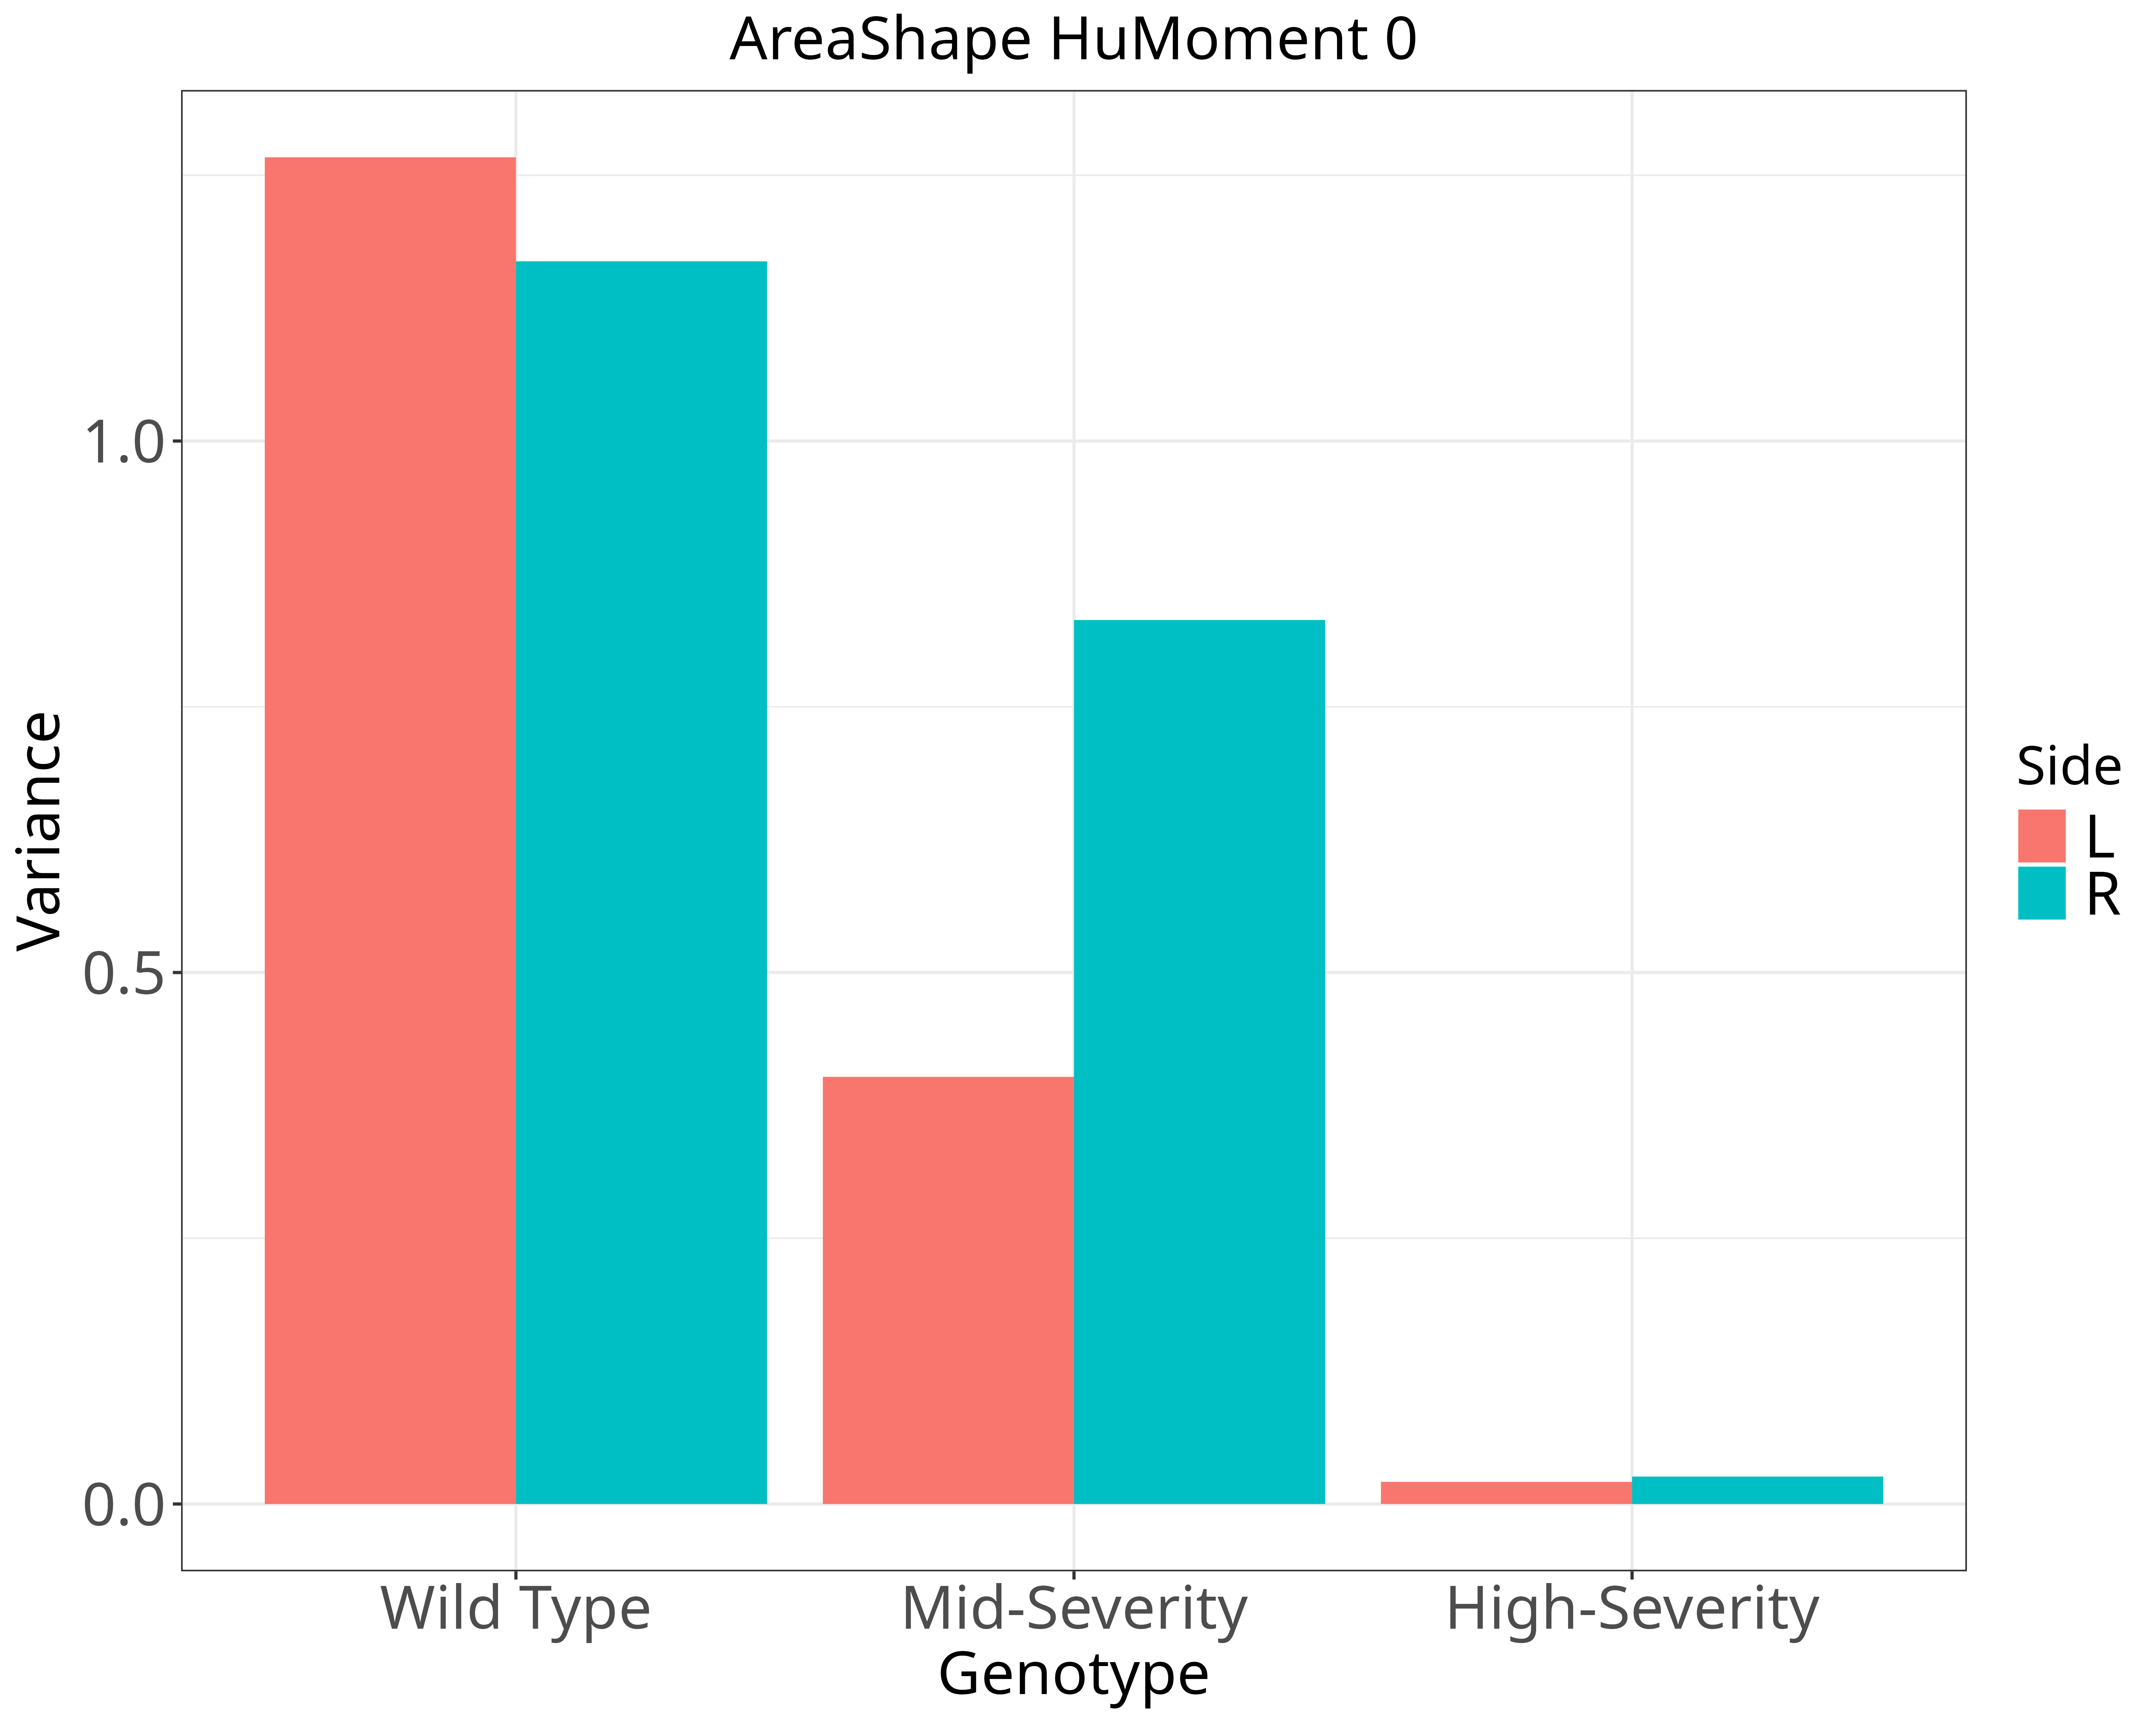 AreaShape HuMoment 0
Variance
1.0
0.5
0.0
Wild Type
Mid-Severity
High-Severity
Genotype
Side
L
R